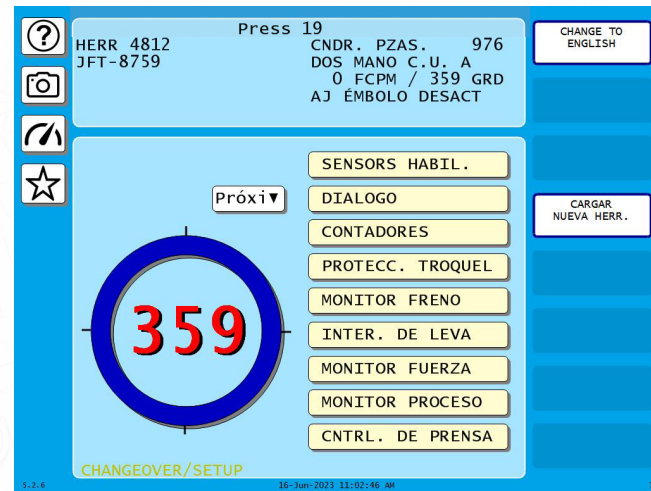 Press 19
HERR 4812
JFT-8759
CNDR. PZAS. 976
DOS MANO C.U. A
0 FCPM / 359 GRD
AJ ÉMBOLO DESACT
CHANGE TO
ENGLISH
SENSORS HABIL.
Próxi▼
DIALOGO
CONTADORES
PROTECC. TROQUEL
MONITOR FRENO
INTER. DE LEVA
MONITOR FUERZA
MONITOR PROCESO
CNTRL. DE PRENSA
359
CARGAR
NUEVA HERR.
CHANGEOVER/SETUP
5.2.6
16-Jun-2023 11:02:46 AM